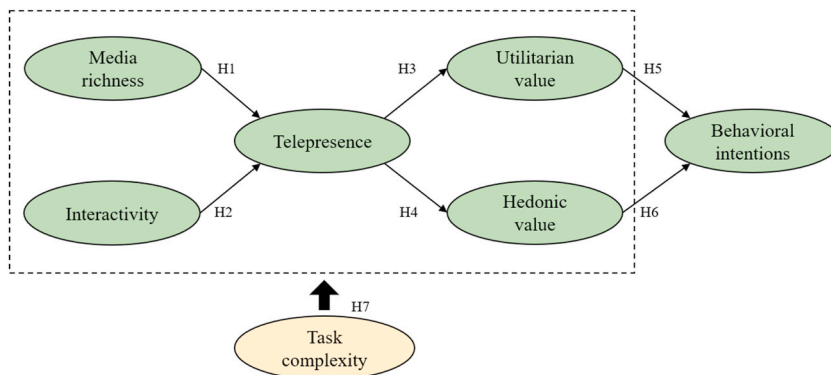 Media
richness
H1
H3
Utilitarian
value
H5
Telepresence
Behavioral
intentions
Interactivity
H2
H4
Hedonic
value
H6
H7
Task
complexity